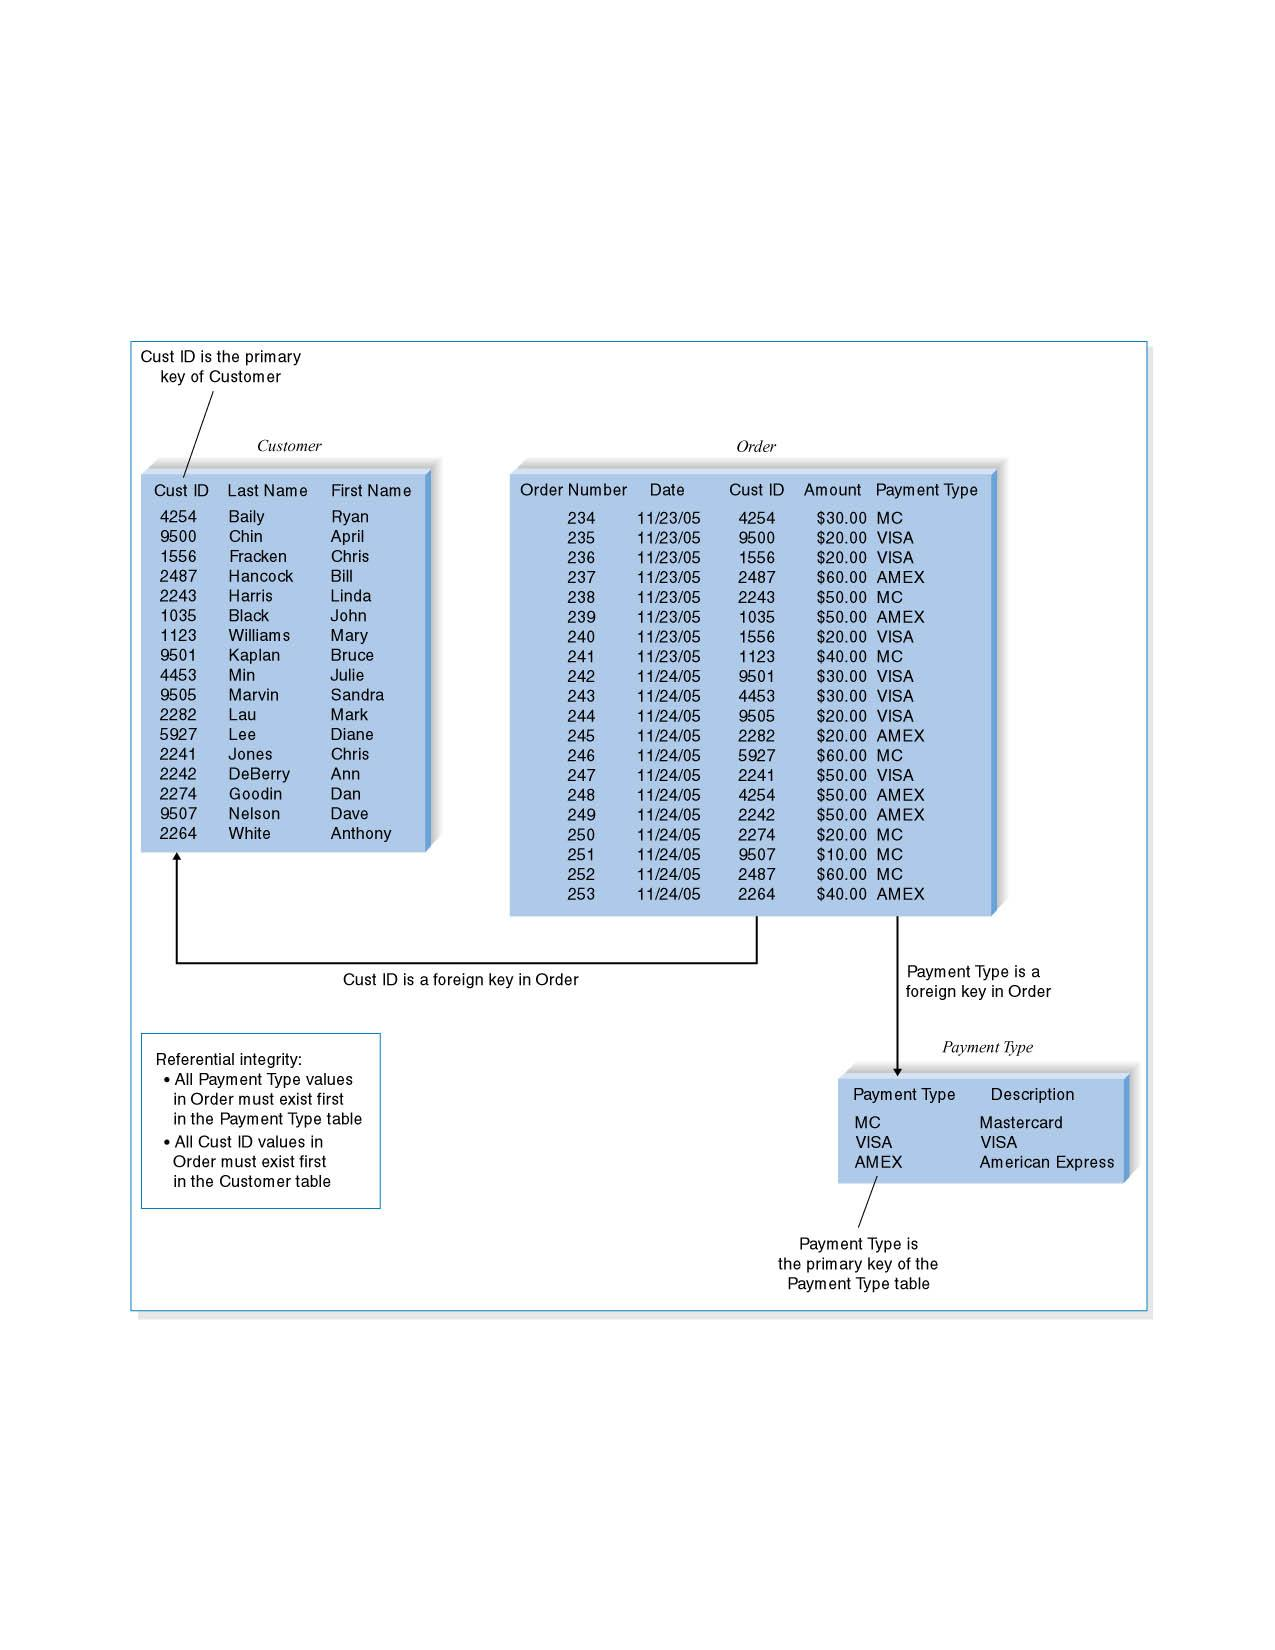 Cust ID is the primary
key of Customer
Customer
Cust ID Last Name First Name
4254 Baily Ryan
9500 Chin April
1556 Fracken Chris
2487 Hancock Bill
2243 Harris Linda
1035 Black John
1123 Williams Mary
9501 Kaplan Bruce
4453 Min Julie
9505 Marvin Sandra
2282 Lau Mark
5927 Lee Diane
2241 Jones Chris
2242 DeBerry Ann
2274 Goodin Dan
9507 Nelson Dave
2264 White Anthony
Order
Order Number Date Cust ID Amount Payment Type
234 11/23/05 4254 $30.00 MC
235 11/23/05 9500 $20.00 VISA
236 11/23/05 1556 $20.00 VISA
237 11/23/05 2487 $60.00 AMEX
238 11/23/05 2243 $50.00 MC
239 11/23/05 1035 $50.00 AMEX
240 11/23/05 1556 $20.00 VISA
241 11/23/05 1123 $40.00 MC
242 11/24/05 9501 $30.00 VISA
243 11/24/05 4453 $30.00 VISA
244 11/24/05 9505 $20.00 VISA
245 11/24/05 2282 $20.00 AMEX
246 11/24/05 5927 $60.00 MC
247 11/24/05 2241 $50.00 VISA
248 11/24/05 4254 $50.00 AMEX
249 11/24/05 2242 $50.00 AMEX
250 11/24/05 2274 $20.00 MC
251 11/24/05 9507 $10.00 MC
252 11/24/05 2487 $60.00 MC
253 11/24/05 2264 $40.00 AMEX
Cust ID is a foreign key in Order
Payment Type is a
foreign key in Order
Referential integrity:
• All Payment Type values
in Order must exist first
in the Payment Type table
• All Cust ID values in
Order must exist first
in the Customer table
Payment Type
Payment Type Description
MC Mastercard
VISA VISA
AMEX American Express
Payment Type is
the primary key of the
Payment Type table